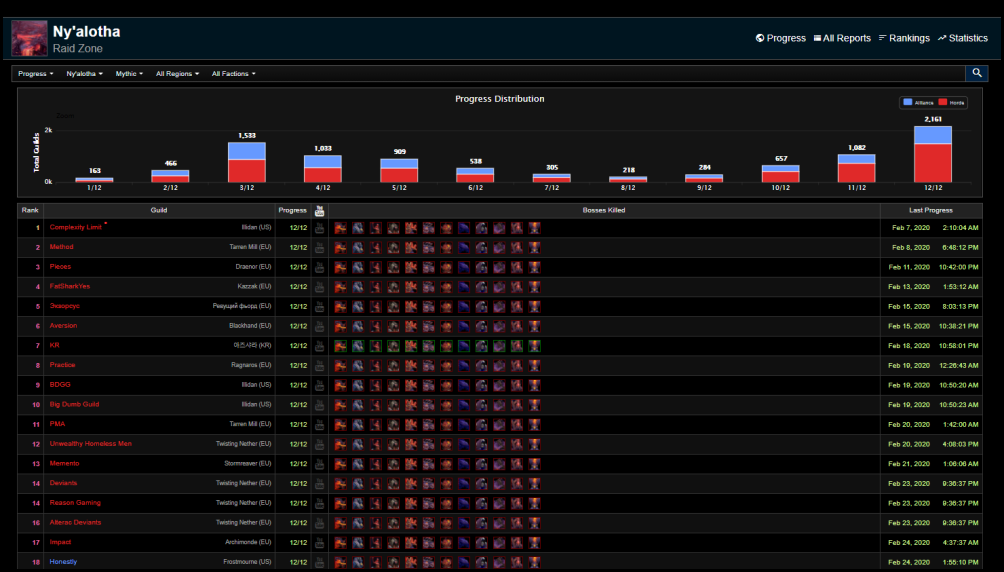 Ny'alotha
Raid Zone
Progress All Reports Rankings Statistics
Progress Ny'alotha Mythic All Regions All Factions
Progress Distribution
Alliance Horde
Total Guilds
2k
0k
163 466 1,533 1,033 909 538 305 218 284 657 1,082 2,161
1/12 2/12 3/12 4/12 5/12 6/12 7/12 8/12 9/12 10/12 11/12 12/12
Rank Guild Progress Bosses Killed Last Progress
1 Complexity Limit Illidan (US) 12/12 Feb 7, 2020 2:10:04 AM
2 Method Tarren Mill (EU) 12/12 Feb 8, 2020 6:48:12 PM
3 Pieces Draenor (EU) 12/12 Feb 11, 2020 10:42:00 PM
4 FatSharkYes Kazzak (EU) 12/12 Feb 13, 2020 1:53:12 AM
5 Экзорсус Ревущий фьорд (EU) 12/12 Feb 15, 2020 8:03:13 PM
6 Aversion Blackhand (EU) 12/12 Feb 15, 2020 10:38:21 PM
7 KR 아즈샤라 (KR) 12/12 Feb 18, 2020 10:58:01 PM
8 Practice Ragnaros (EU) 12/12 Feb 19, 2020 12:26:43 AM
9 BDGG Illidan (US) 12/12 Feb 19, 2020 10:50:20 AM
10 Big Dumb Guild Illidan (US) 12/12 Feb 19, 2020 10:50:23 AM
11 PMA Tarren Mill (EU) 12/12 Feb 20, 2020 1:42:00 AM
12 Unwealthy Homeless Men Twisting Nether (EU) 12/12 Feb 20, 2020 4:08:03 PM
13 Memento Stormreaver (EU) 12/12 Feb 21, 2020 1:06:06 AM
14 Deviants Twisting Nether (EU) 12/12 Feb 23, 2020 9:36:37 PM
14 Reason Gaming Twisting Nether (EU) 12/12 Feb 23, 2020 9:36:37 PM
16 Alterac Deviants Twisting Nether (EU) 12/12 Feb 23, 2020 9:36:37 PM
17 Impact Archimonde (EU) 12/12 Feb 24, 2020 4:37:37 AM
18 Honestly Frostmourne (US) 12/12 Feb 24, 2020 1:55:10 PM